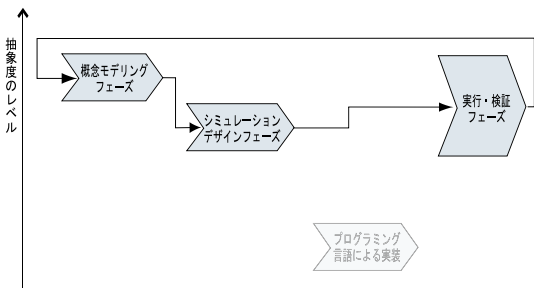 抽象度のレベル
概念モデリング
フェーズ
シミュレーション
デザインフェーズ
実行・検証
フェーズ
プログラミング
言語による実装